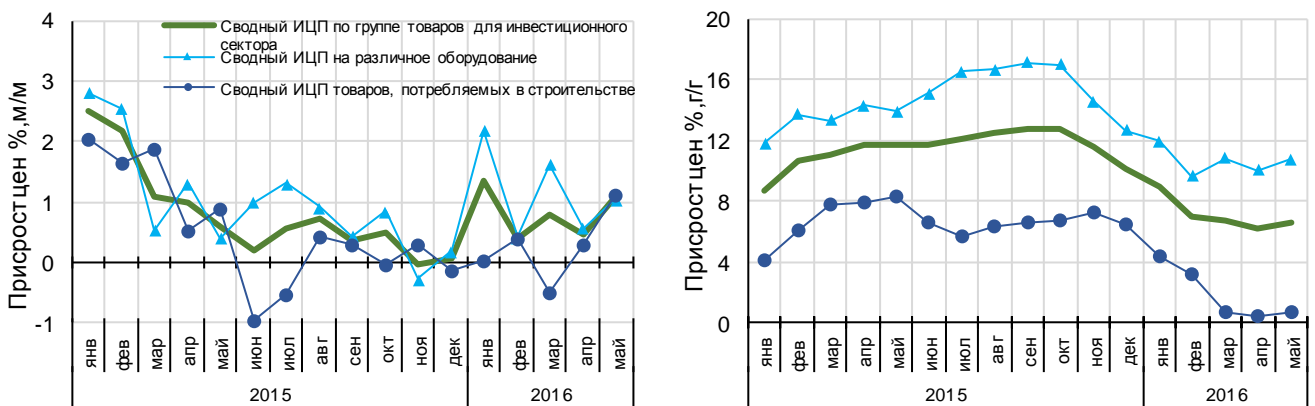 Присрост цен %, м/м
4
3
2
1
0
-1
Сводный ИЦП по группе товаров для инвестиционного
сектора
Сводный ИЦП на различное оборудование
Сводный ИЦП товаров, потребляемых в строительстве
янв фев мар апр май июн июл авг сен окт ноя дек янв фев мар апр май
2015 2016
Присрост цен %, г/г
20
16
12
8
4
0
янв фев мар апр май июн июл авг сен окт ноя дек янв фев мар апр май
2015 2016